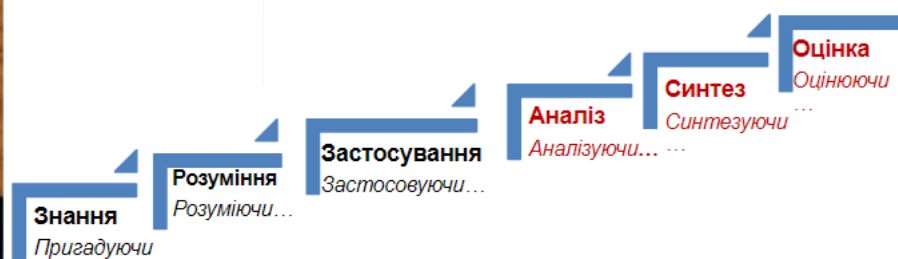 Знання
Пригадуючи
Розуміння
Розуміючи…
Застосування
Застосовуючи…
Аналіз
Аналізуючи…
Синтез
Синтезуючи
…
Оцінка
Оцінюючи
…